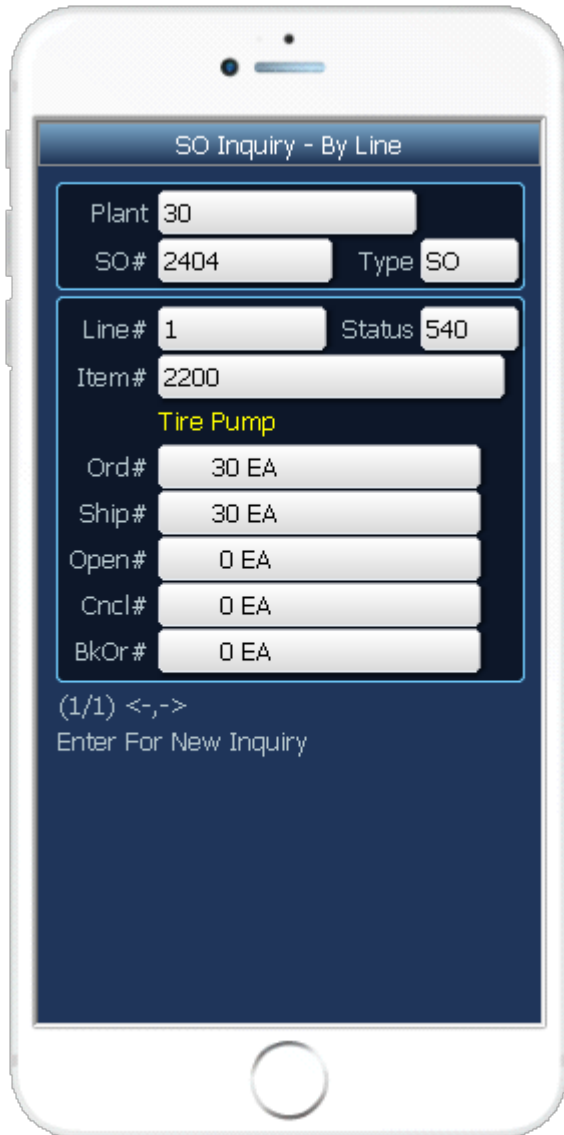 SO Inquiry - By Line
Plant 30
SO# 2404 Type SO
Line# 1 Status 540
Item# 2200
Tire Pump
Ord# 30 EA
Ship# 30 EA
Open# 0 EA
Cncl# 0 EA
BkOr# 0 EA
(1/1) <-,->
Enter For New Inquiry